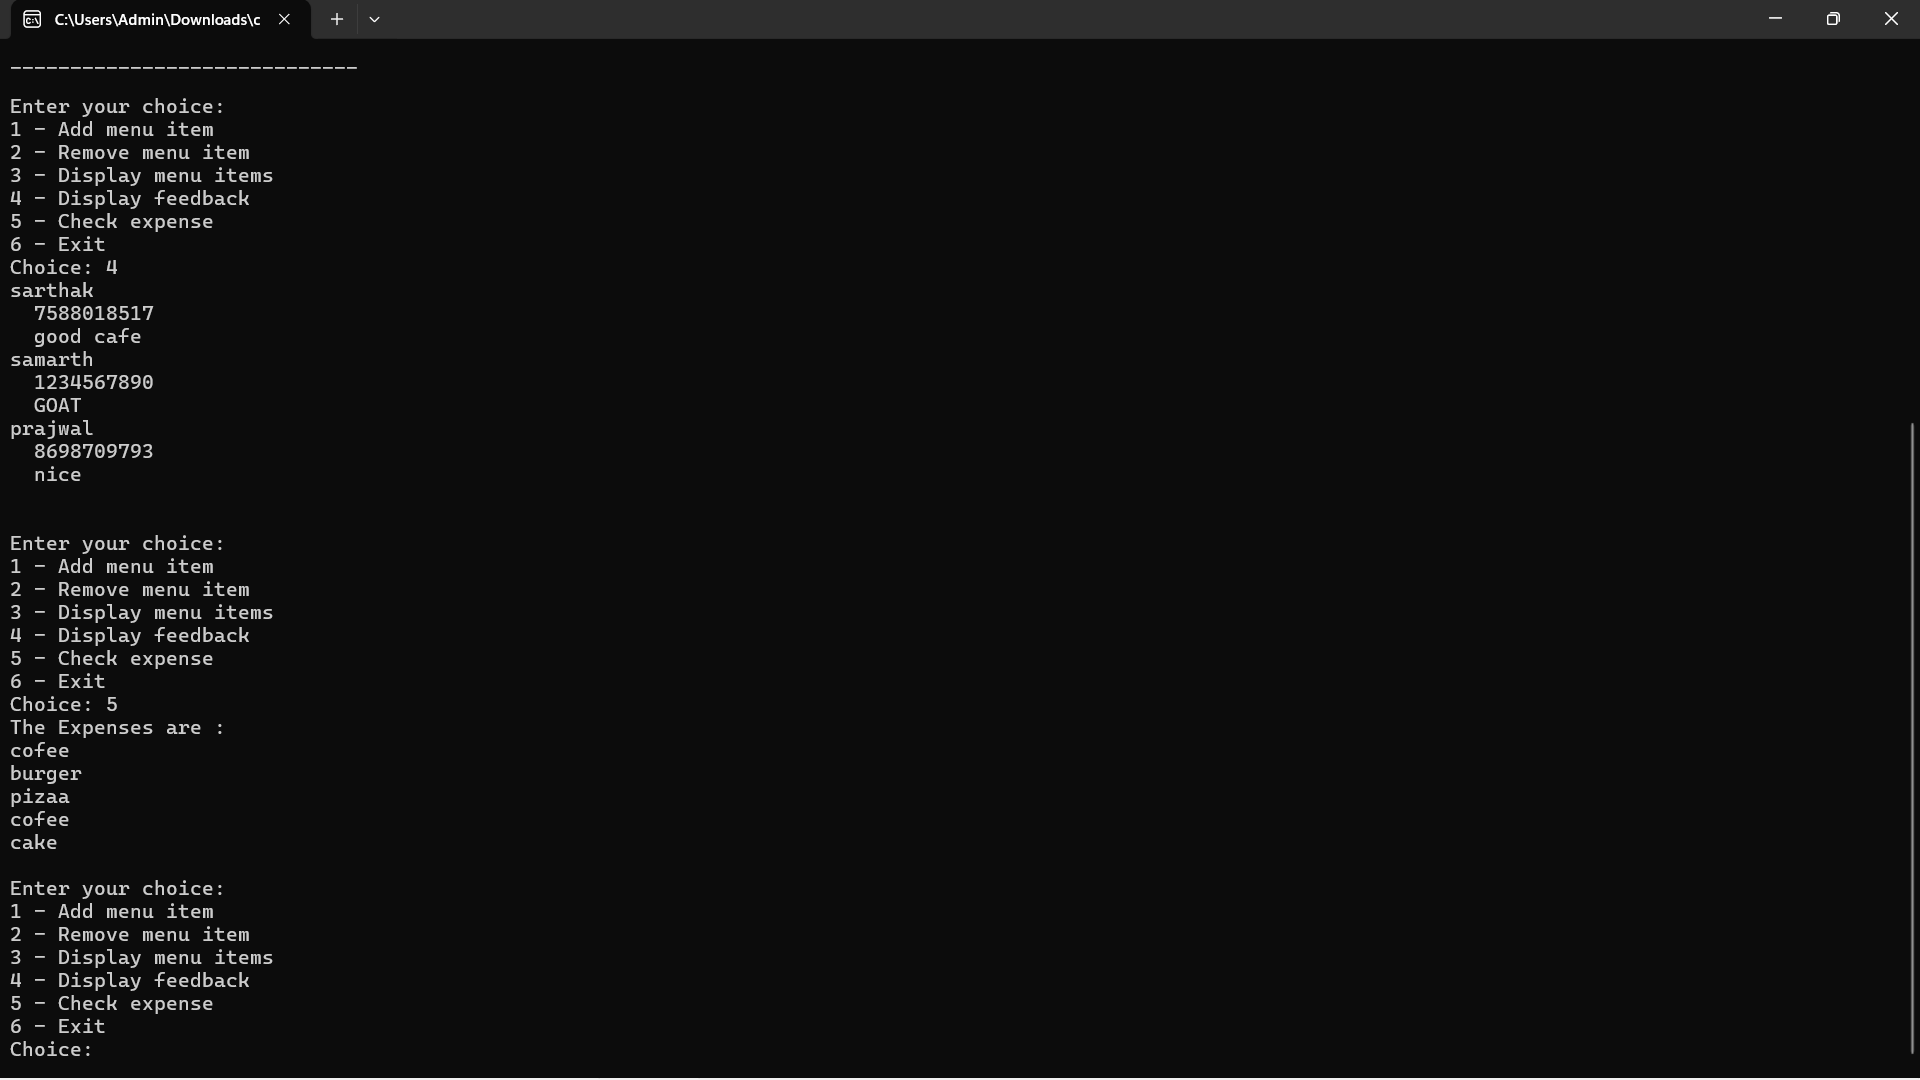 C:\Users\Admin\Downloads\c
-----------------------------
Enter your choice:
1 - Add menu item
2 - Remove menu item
3 - Display menu items
4 - Display feedback
5 - Check expense
6 - Exit
Choice: 4
sarthak
  7588018517
  good cafe
samarth
  1234567890
  GOAT
prajwal
  8698709793
  nice
Enter your choice:
1 - Add menu item
2 - Remove menu item
3 - Display menu items
4 - Display feedback
5 - Check expense
6 - Exit
Choice: 5
The Expenses are :
cofee
burger
pizaa
cofee
cake
Enter your choice:
1 - Add menu item
2 - Remove menu item
3 - Display menu items
4 - Display feedback
5 - Check expense
6 - Exit
Choice: